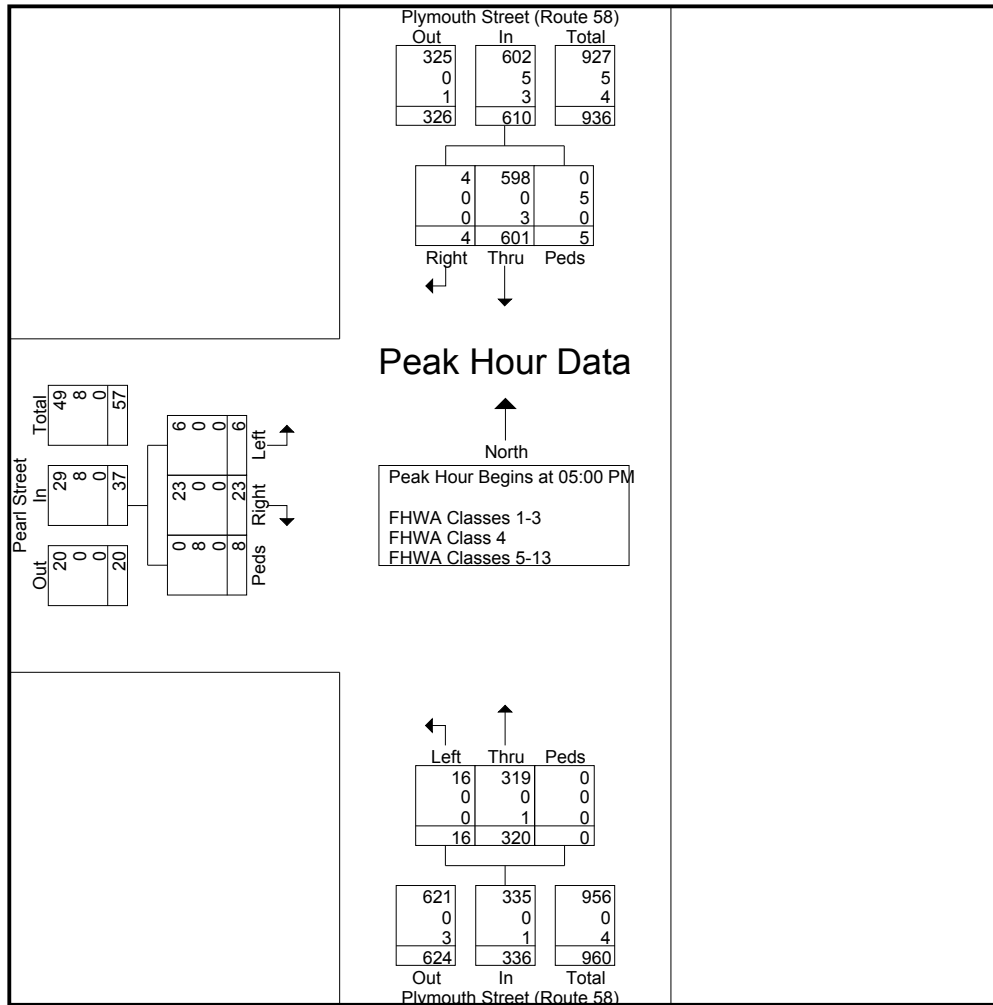 Plymouth Street (Route 58)
Out In Total
325 602 927
0 5 5
1 3 4
326 610 936
4 598 0
0 0 5
0 3 0
4 601 5
Right Thru Peds
Peak Hour Data
North
Peak Hour Begins at 05:00 PM
FHWA Classes 1-3
FHWA Class 4
FHWA Classes 5-13
Pearl Street
Out In Total
20 29 49
0 8 8
0 0 0
20 37 57
0 23 6
8 0 0
0 0 0
8 23 6
Peds Right Left
Left Thru Peds
16 319 0
0 0 0
0 1 0
16 320 0
621 335 956
0 0 0
3 1 4
624 336 960
Out In Total
Plymouth Street (Route 58)